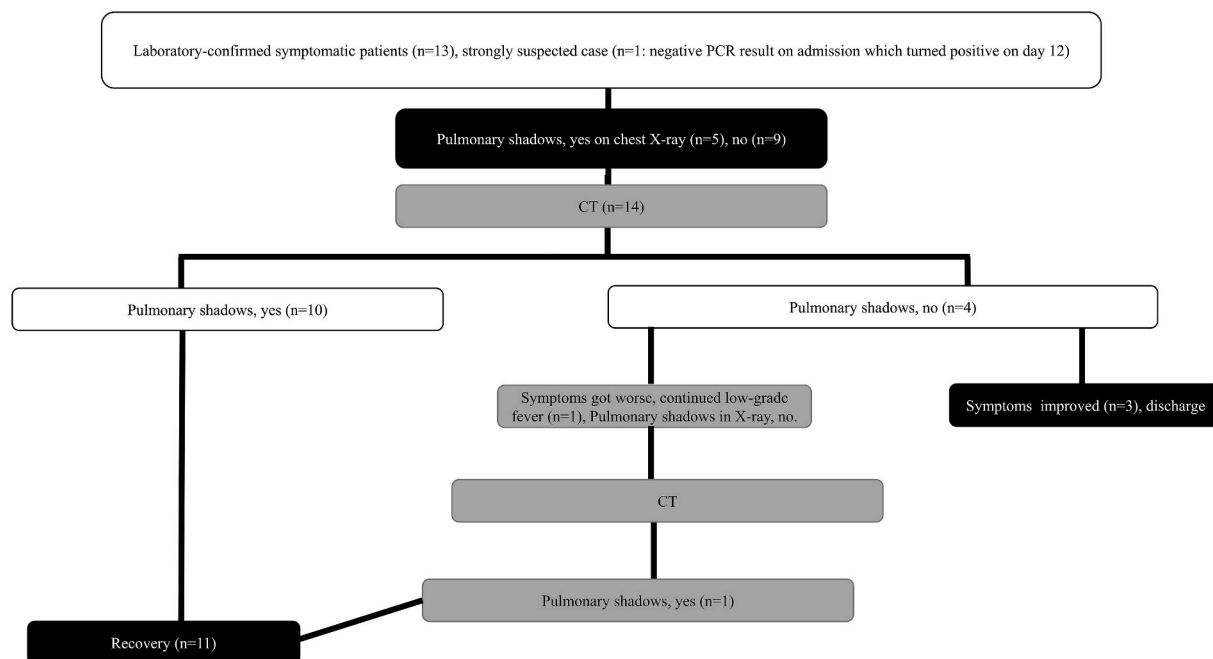 Laboratory-confirmed symptomatic patients (n=13), strongly suspected case (n=1: negative PCR result on admission which turned positive on day 12)
Pulmonary shadows, yes on chest X-ray (n=5), no (n=9)
CT (n=14)
Pulmonary shadows, yes (n=10)
Pulmonary shadows, no (n=4)
Symptoms got worse, continued low-grade
fever (n=1), Pulmonary shadows in X-ray, no.
Symptoms improved (n=3), discharge
CT
Pulmonary shadows, yes (n=1)
Recovery (n=11)